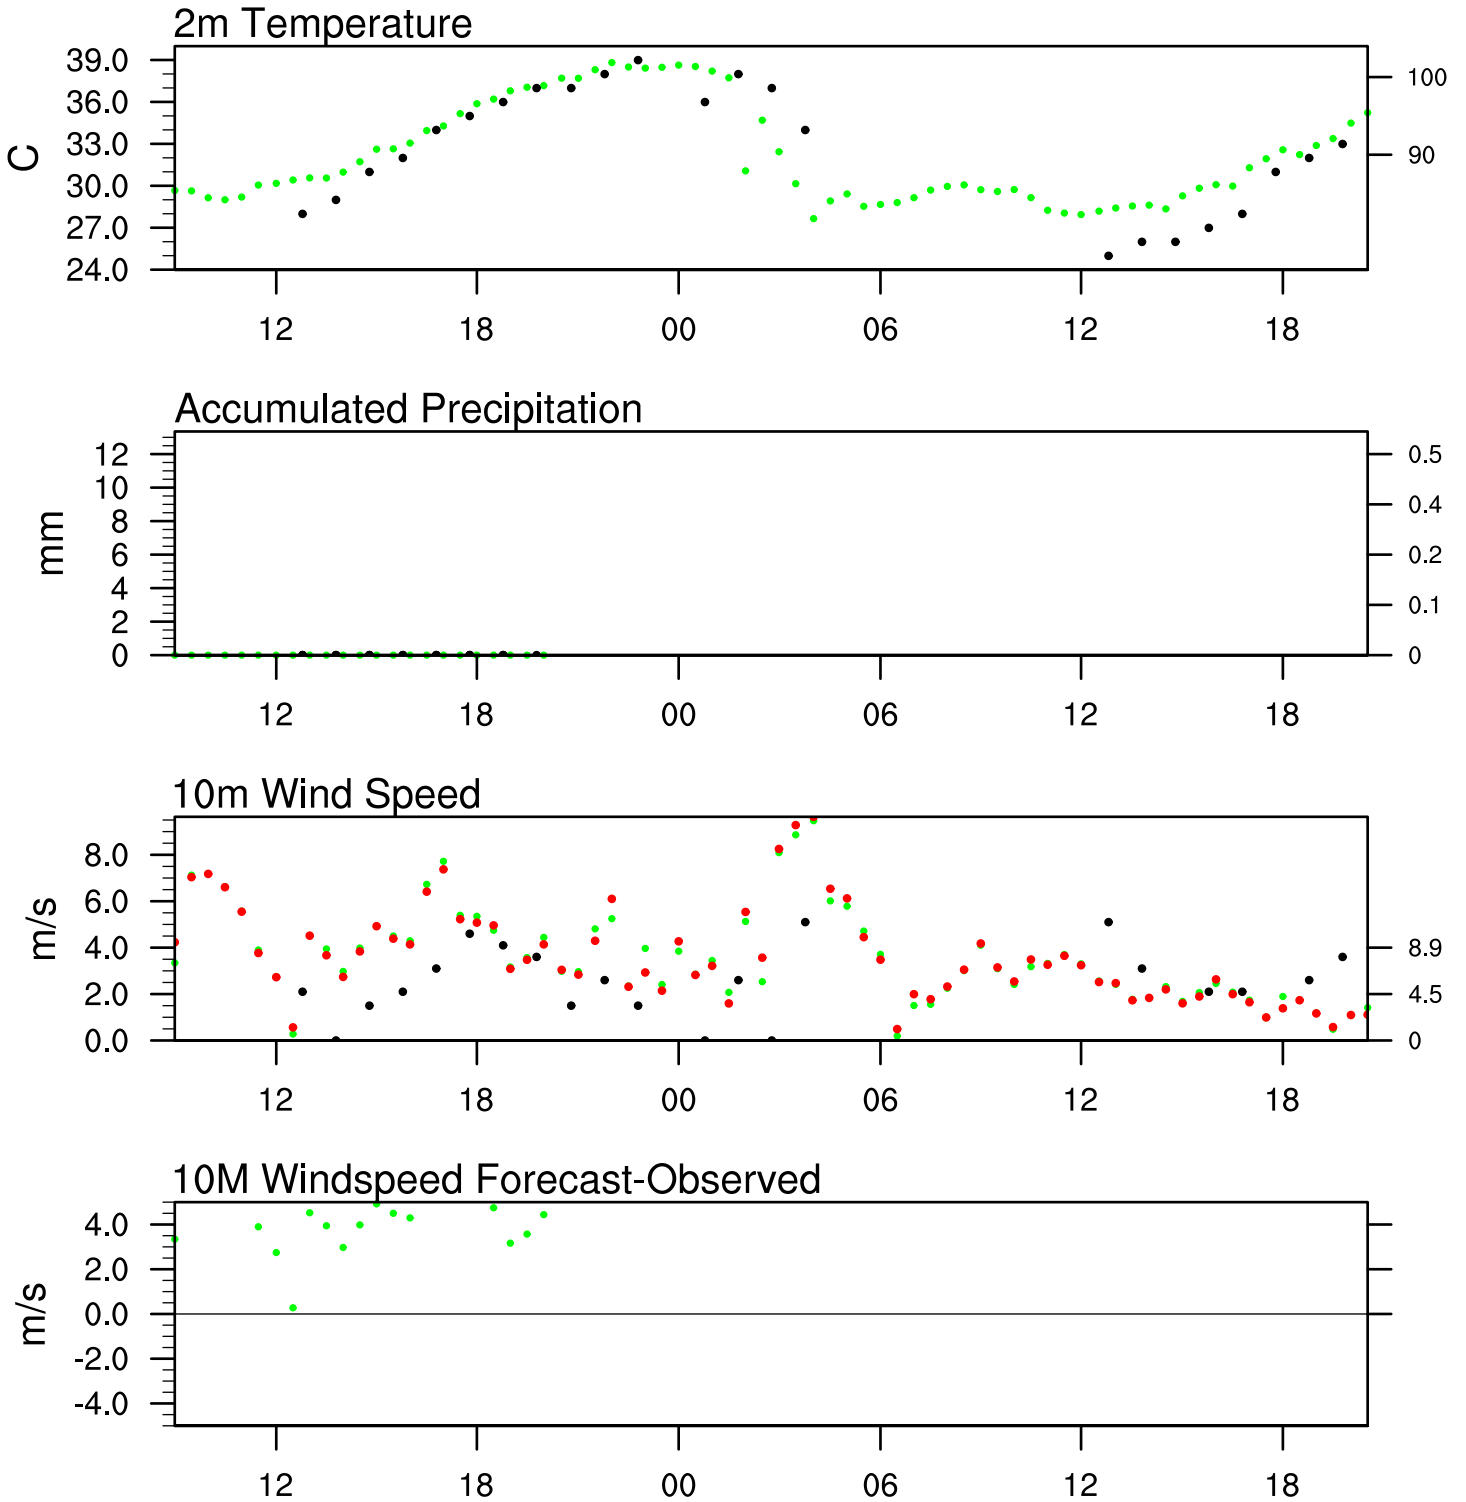 2m Temperature
39.0
36.0
33.0
30.0
27.0
24.0
C
100
90
12 18 00 06 12 18
Accumulated Precipitation
12
10
8
6
4
2
0
mm
0.5
0.4
0.2
0.1
0
12 18 00 06 12 18
10m Wind Speed
8.0
6.0
4.0
2.0
0.0
m/s
8.9
4.5
0
12 18 00 06 12 18
10M Windspeed Forecast-Observed
4.0
2.0
0.0
-2.0
-4.0
m/s
12 18 00 06 12 18